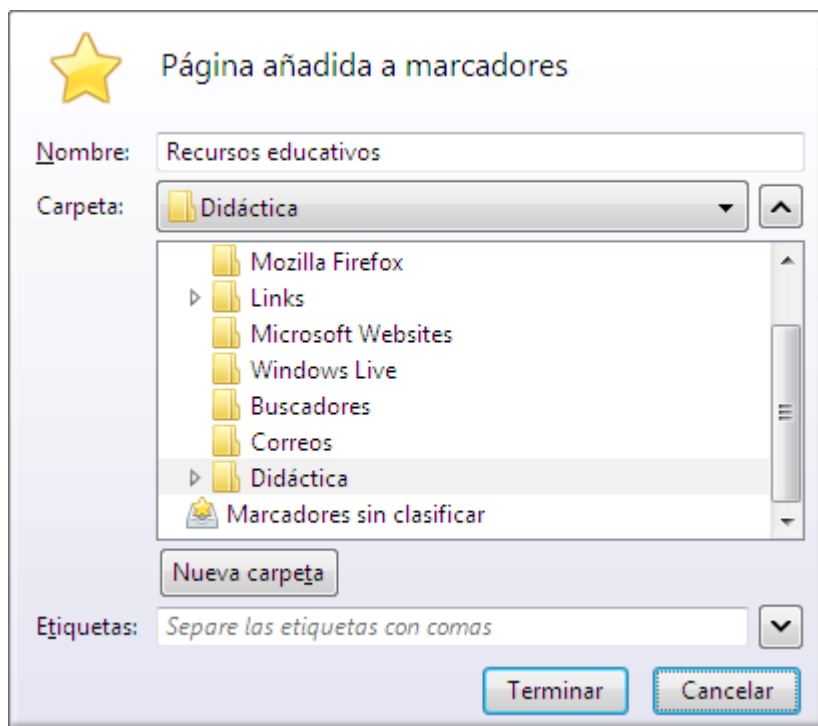 Página añadida a marcadores
Nombre: Recursos educativos
Carpeta: Didáctica
Mozilla Firefox
Links
Microsoft Websites
Windows Live
Buscadores
Correos
Didáctica
Marcadores sin clasificar
Nueva carpeta
Etiquetas: Separe las etiquetas con comas
Terminar Cancelar